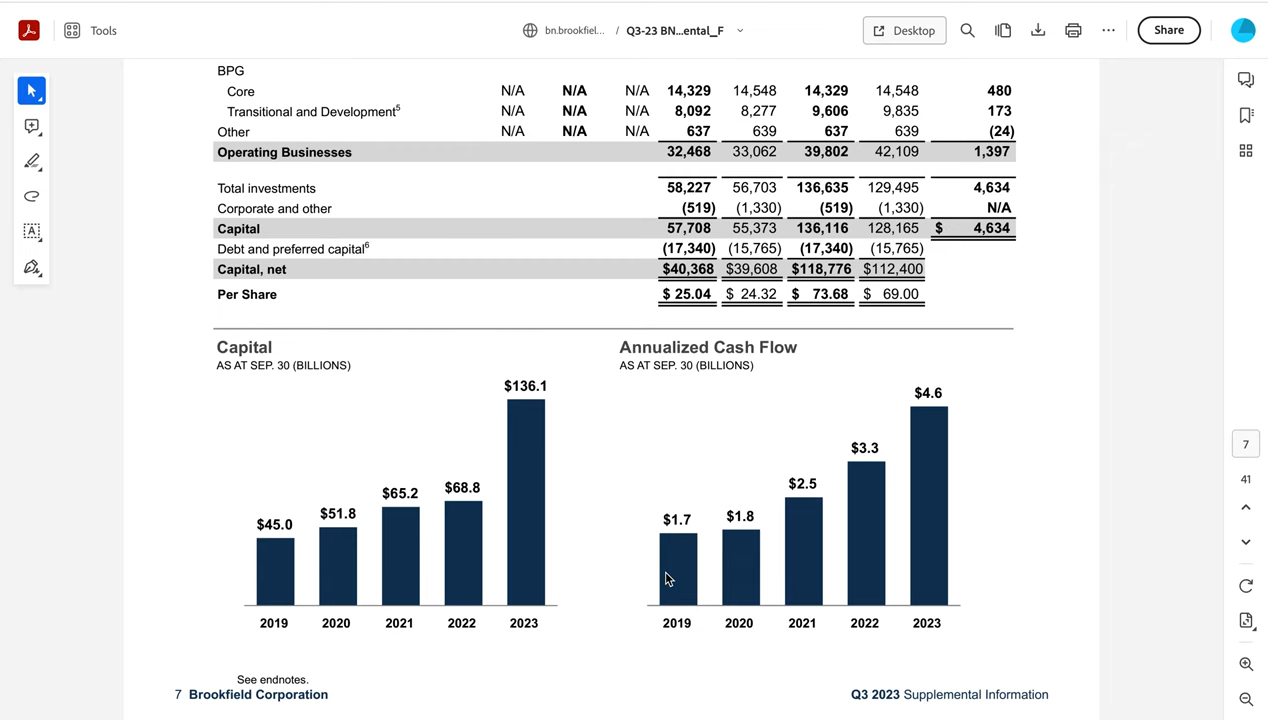 Tools
bn.brookfiel... / Q3-23 BN...ental_F
Desktop
Share
BPG
Core N/A N/A N/A 14,329 14,548 14,329 14,548 480
Transitional and Development5 N/A N/A N/A 8,092 8,277 9,606 9,835 173
Other N/A N/A N/A 637 639 637 639 (24)
Operating Businesses 32,468 33,062 39,802 42,109 1,397
Total investments 58,227 56,703 136,635 129,495 4,634
Corporate and other (519) (1,330) (519) (1,330) N/A
Capital 57,708 55,373 136,116 128,165 $ 4,634
Debt and preferred capital6 (17,340) (15,765) (17,340) (15,765)
Capital, net $40,368 $39,608 $118,776 $112,400
Per Share $ 25.04 $ 24.32 $ 73.68 $ 69.00
Capital
AS AT SEP. 30 (BILLIONS)
$45.0 $51.8 $65.2 $68.8 $136.1
2019 2020 2021 2022 2023
Annualized Cash Flow
AS AT SEP. 30 (BILLIONS)
$1.7 $1.8 $2.5 $3.3 $4.6
2019 2020 2021 2022 2023
See endnotes.
7 Brookfield Corporation
Q3 2023 Supplemental Information
7
41